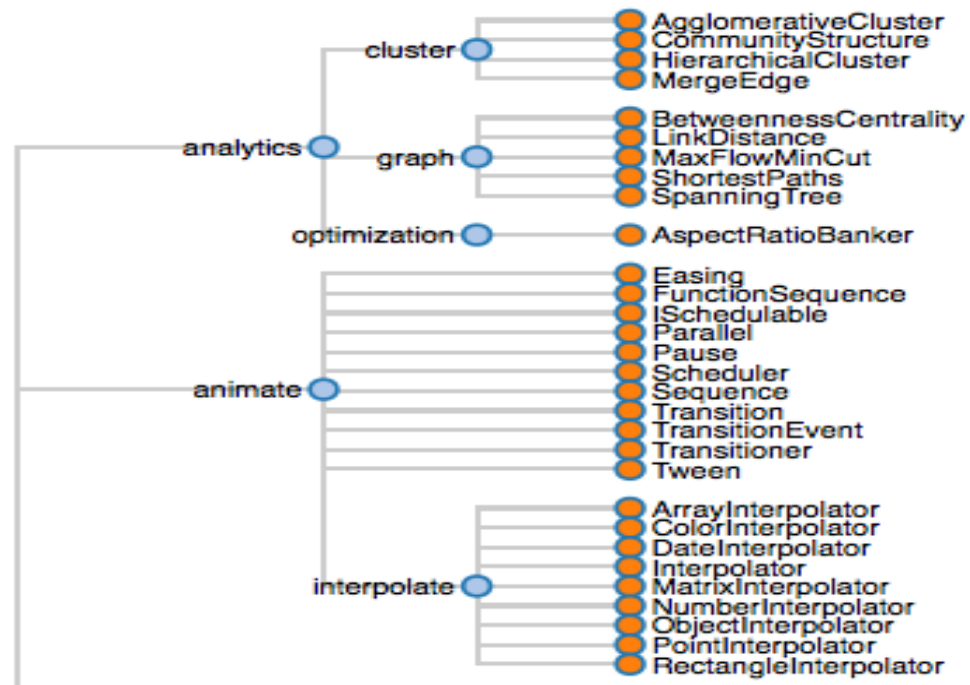 cluster
AgglomerativeCluster
CommunityStructure
HierarchicalCluster
MergeEdge
analytics
graph
BetweennessCentrality
LinkDistance
MaxFlowMinCut
ShortestPaths
SpanningTree
optimization
AspectRatioBanker
animate
Easing
FunctionSequence
ISchedulable
Parallel
Pause
Scheduler
Sequence
Transition
TransitionEvent
Transitioner
Tween
interpolate
ArrayInterpolator
ColorInterpolator
DateInterpolator
Interpolator
MatrixInterpolator
NumberInterpolator
ObjectInterpolator
PointInterpolator
RectangleInterpolator